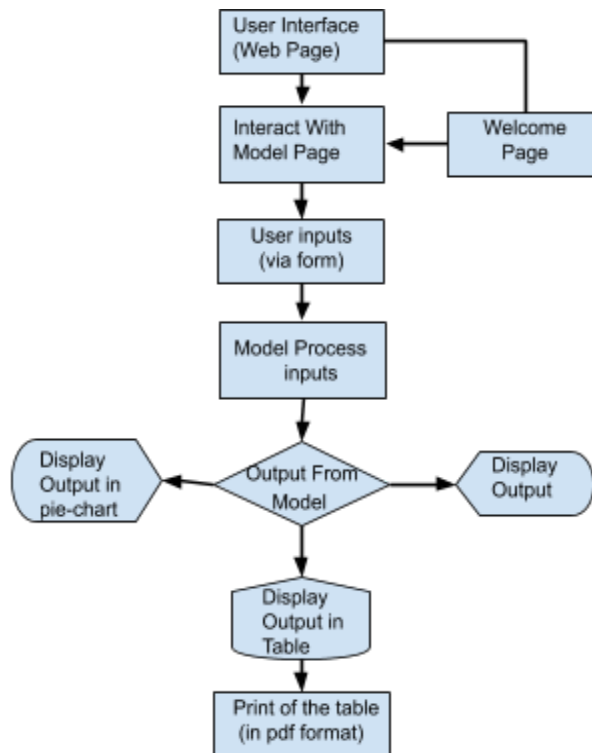 User Interface
(Web Page)
Interact With
Model Page
Welcome
Page
User inputs
(via form)
Model Process
inputs
Output From
Model
Display
Output in
pie-chart
Display
Output
Display
Output in
Table
Print of the table
(in pdf format)